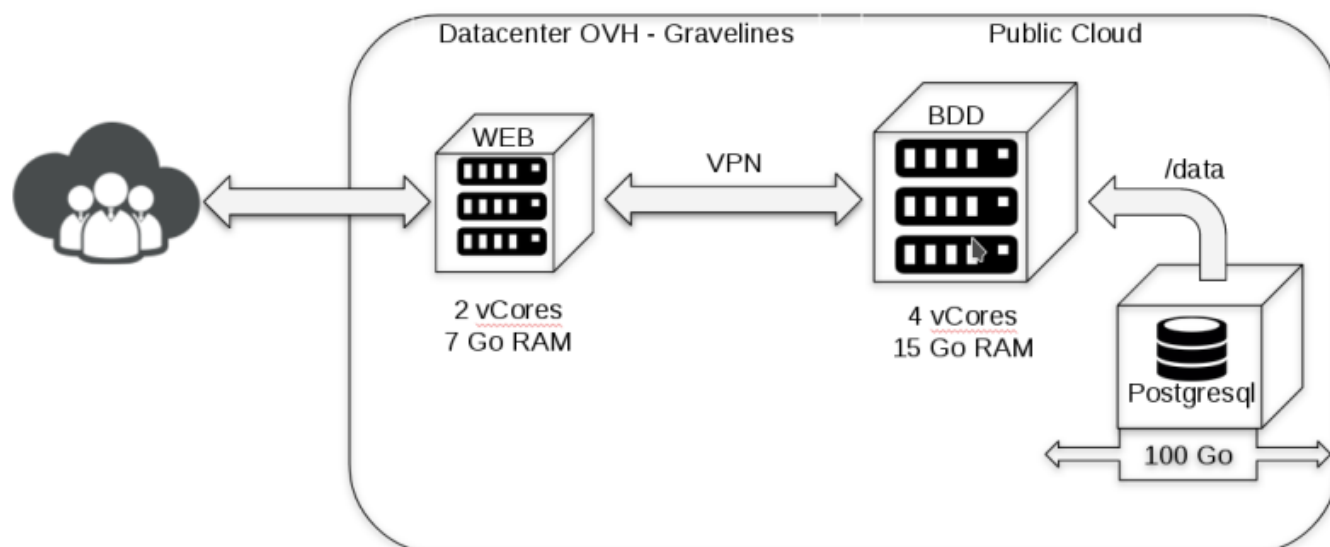 Datacenter OVH - Gravelines
Public Cloud
WEB
BDD
VPN
/data
2 vCores
7 Go RAM
4 vCores
15 Go RAM
Postgresql
100 Go